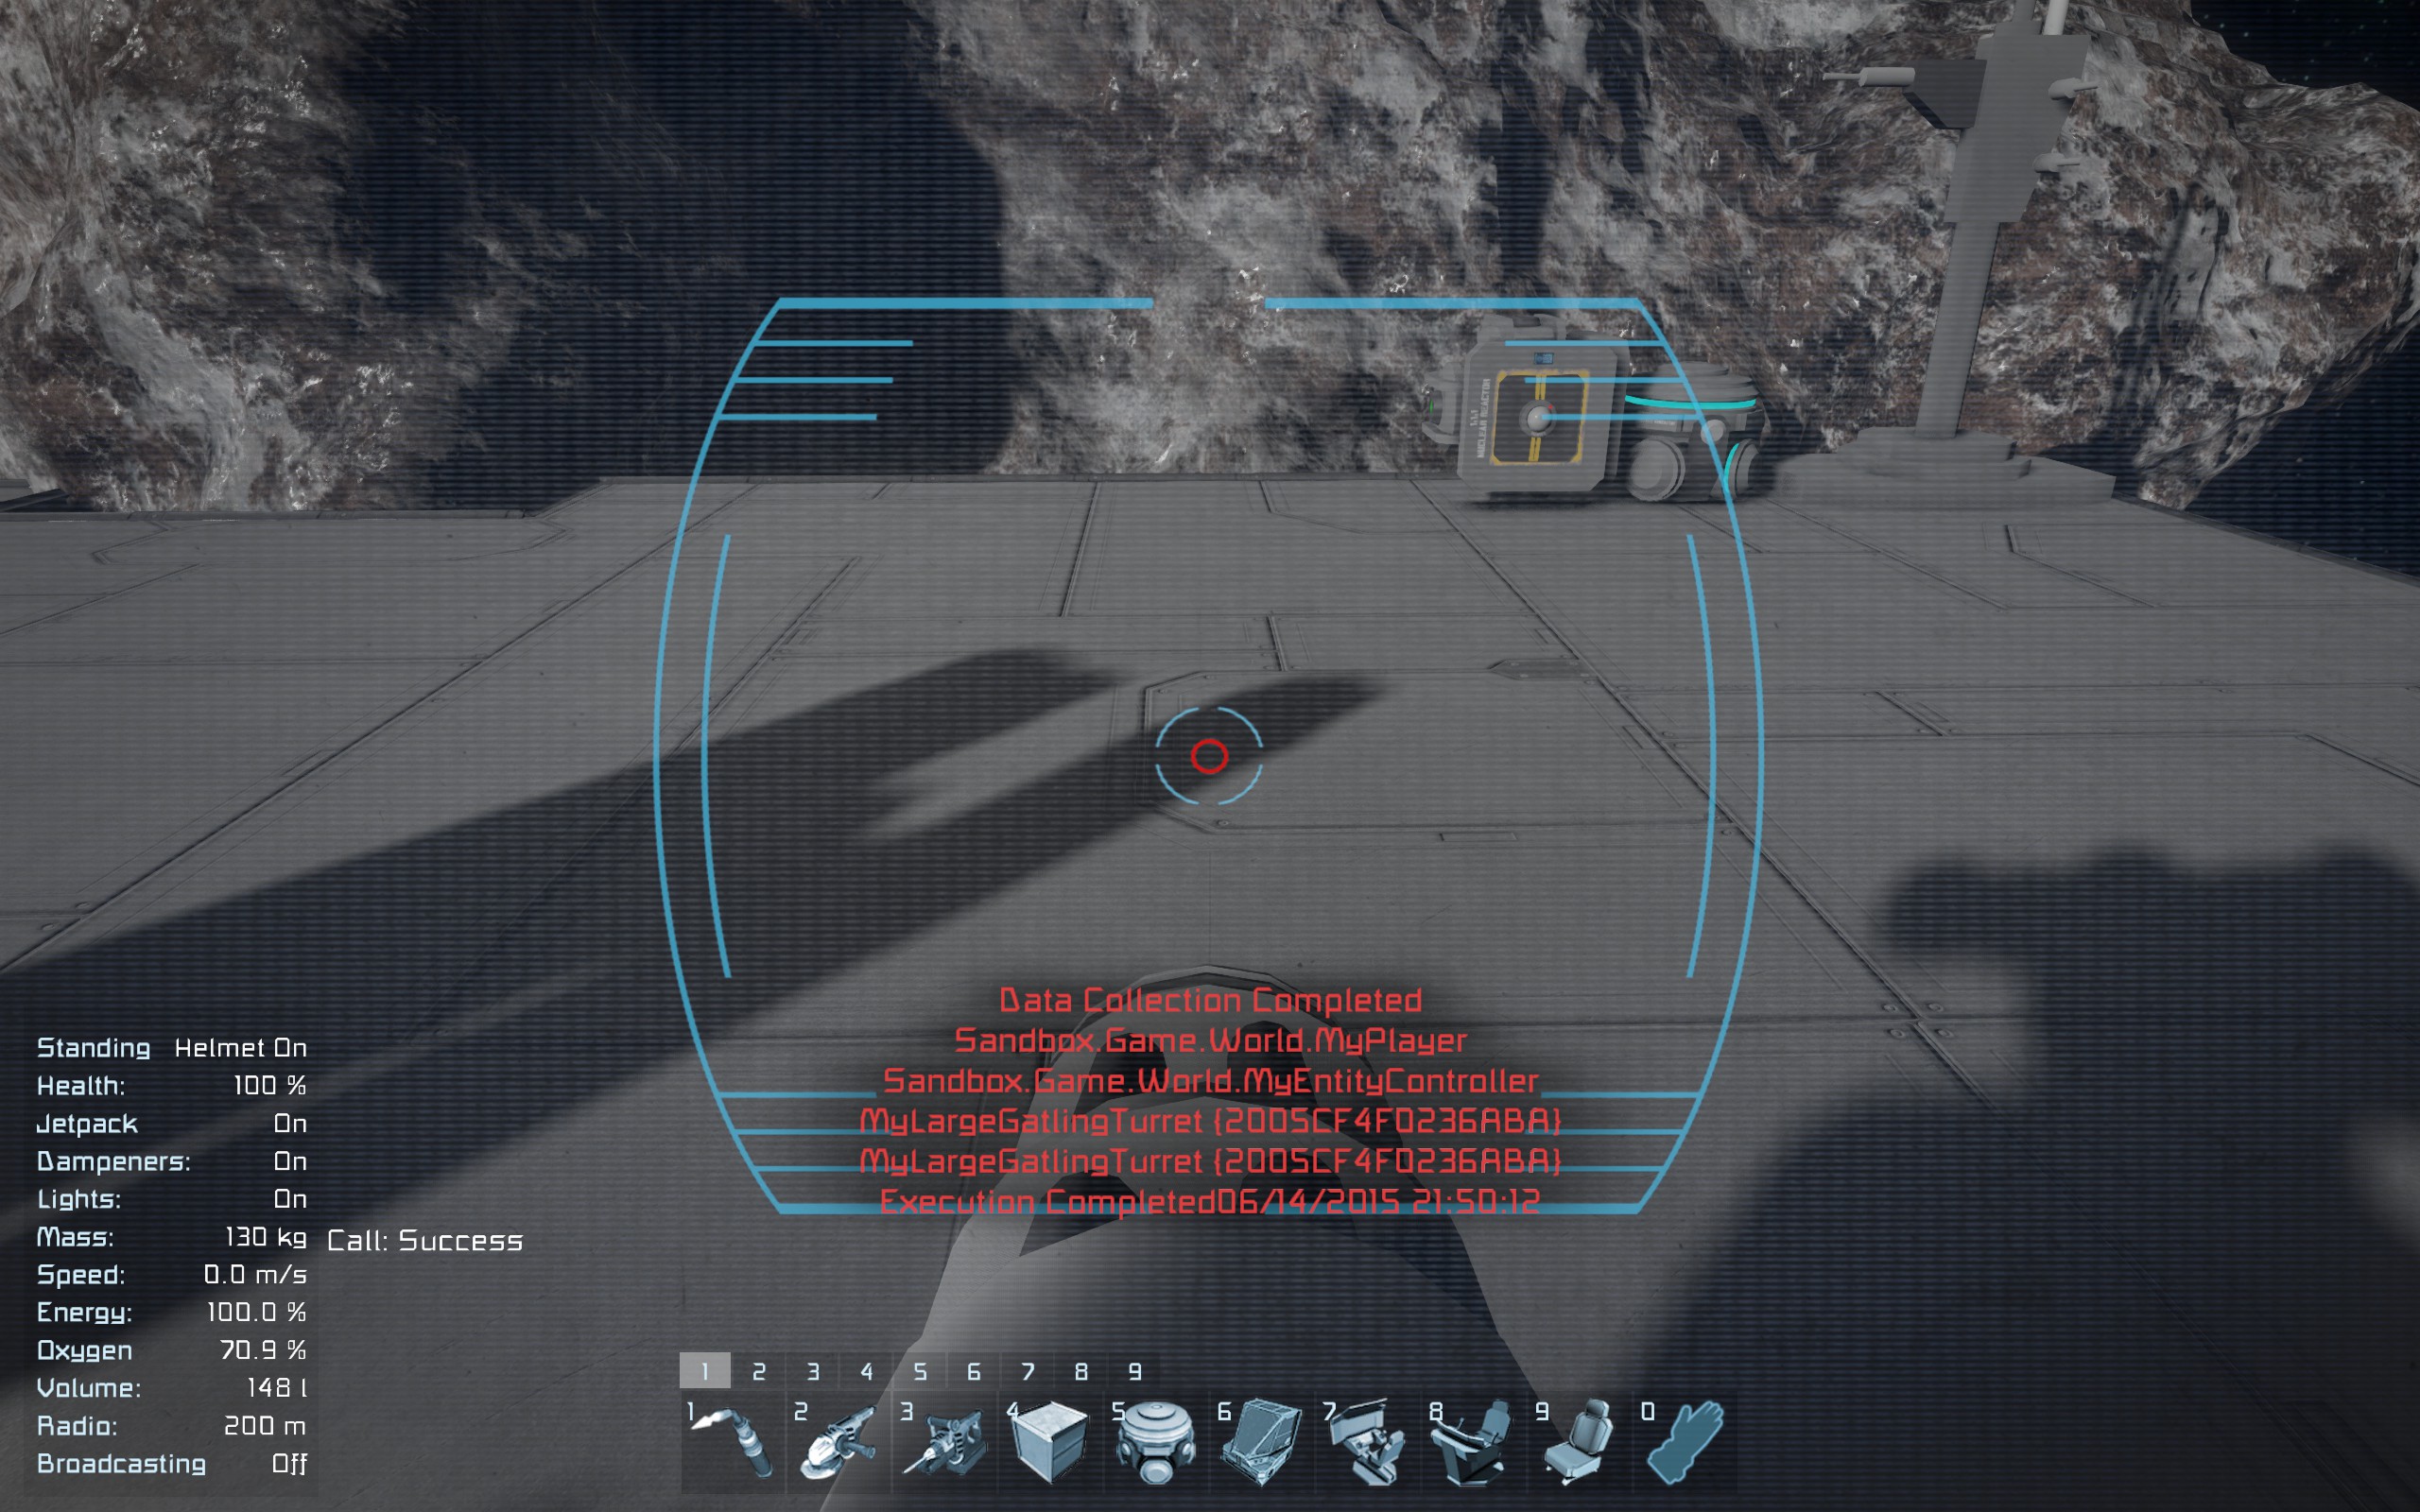 NUCLEAR REACTOR
Data Collection Completed
Sandbox.Game.World.MyPlayer
Sandbox.Game.World.MyEntityController
MyLargeGatlingTurret {2005CF4F0236ABA}
MyLargeGatlingTurret {2005CF4F0236ABA}
Execution Completed06/14/2015 21:50:12
Standing Helmet On
Health: 100 %
Jetpack On
Dampeners: On
Lights: On
Mass: 130 kg
Call: Success
Speed: 0.0 m/s
Energy: 100.0 %
Oxygen 70.9 %
Volume: 148 l
Radio: 200 m
Broadcasting Off
1 2 3 4 5 6 7 8 9
1 2 3 4 5 6 7 8 9 0